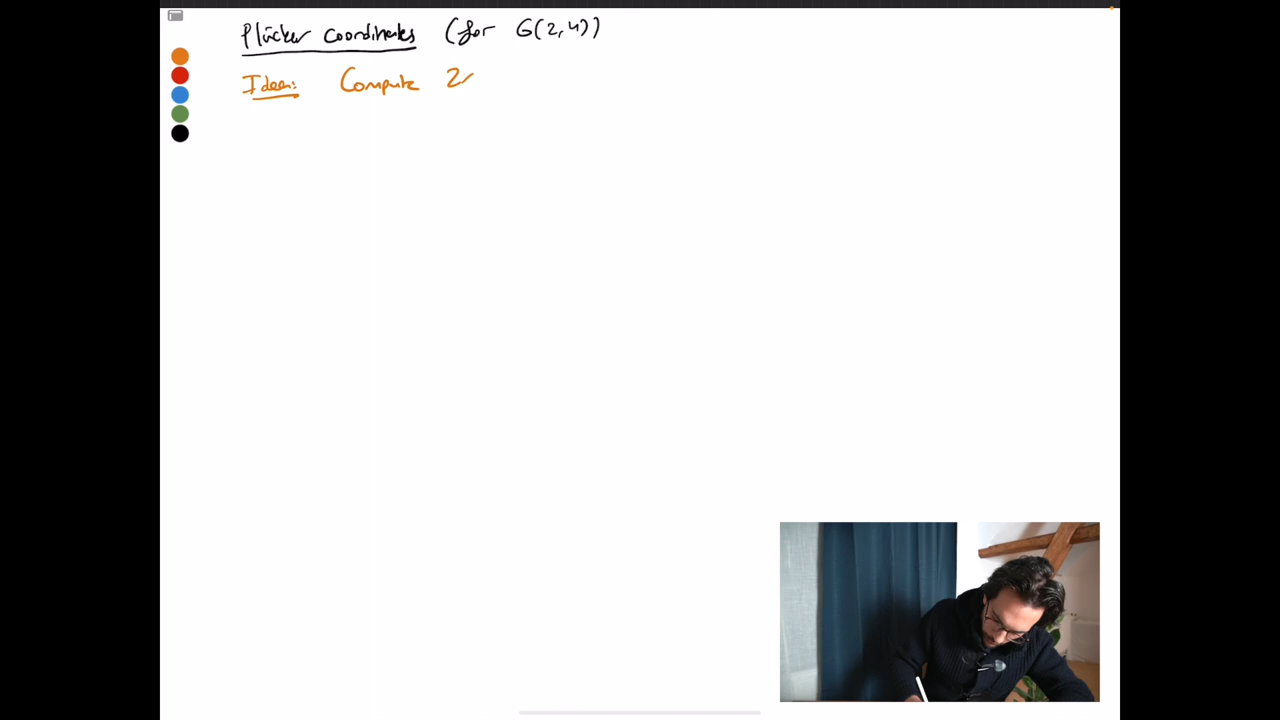 Plücker coordinates (for G(2,4))
Idea: Compute 2